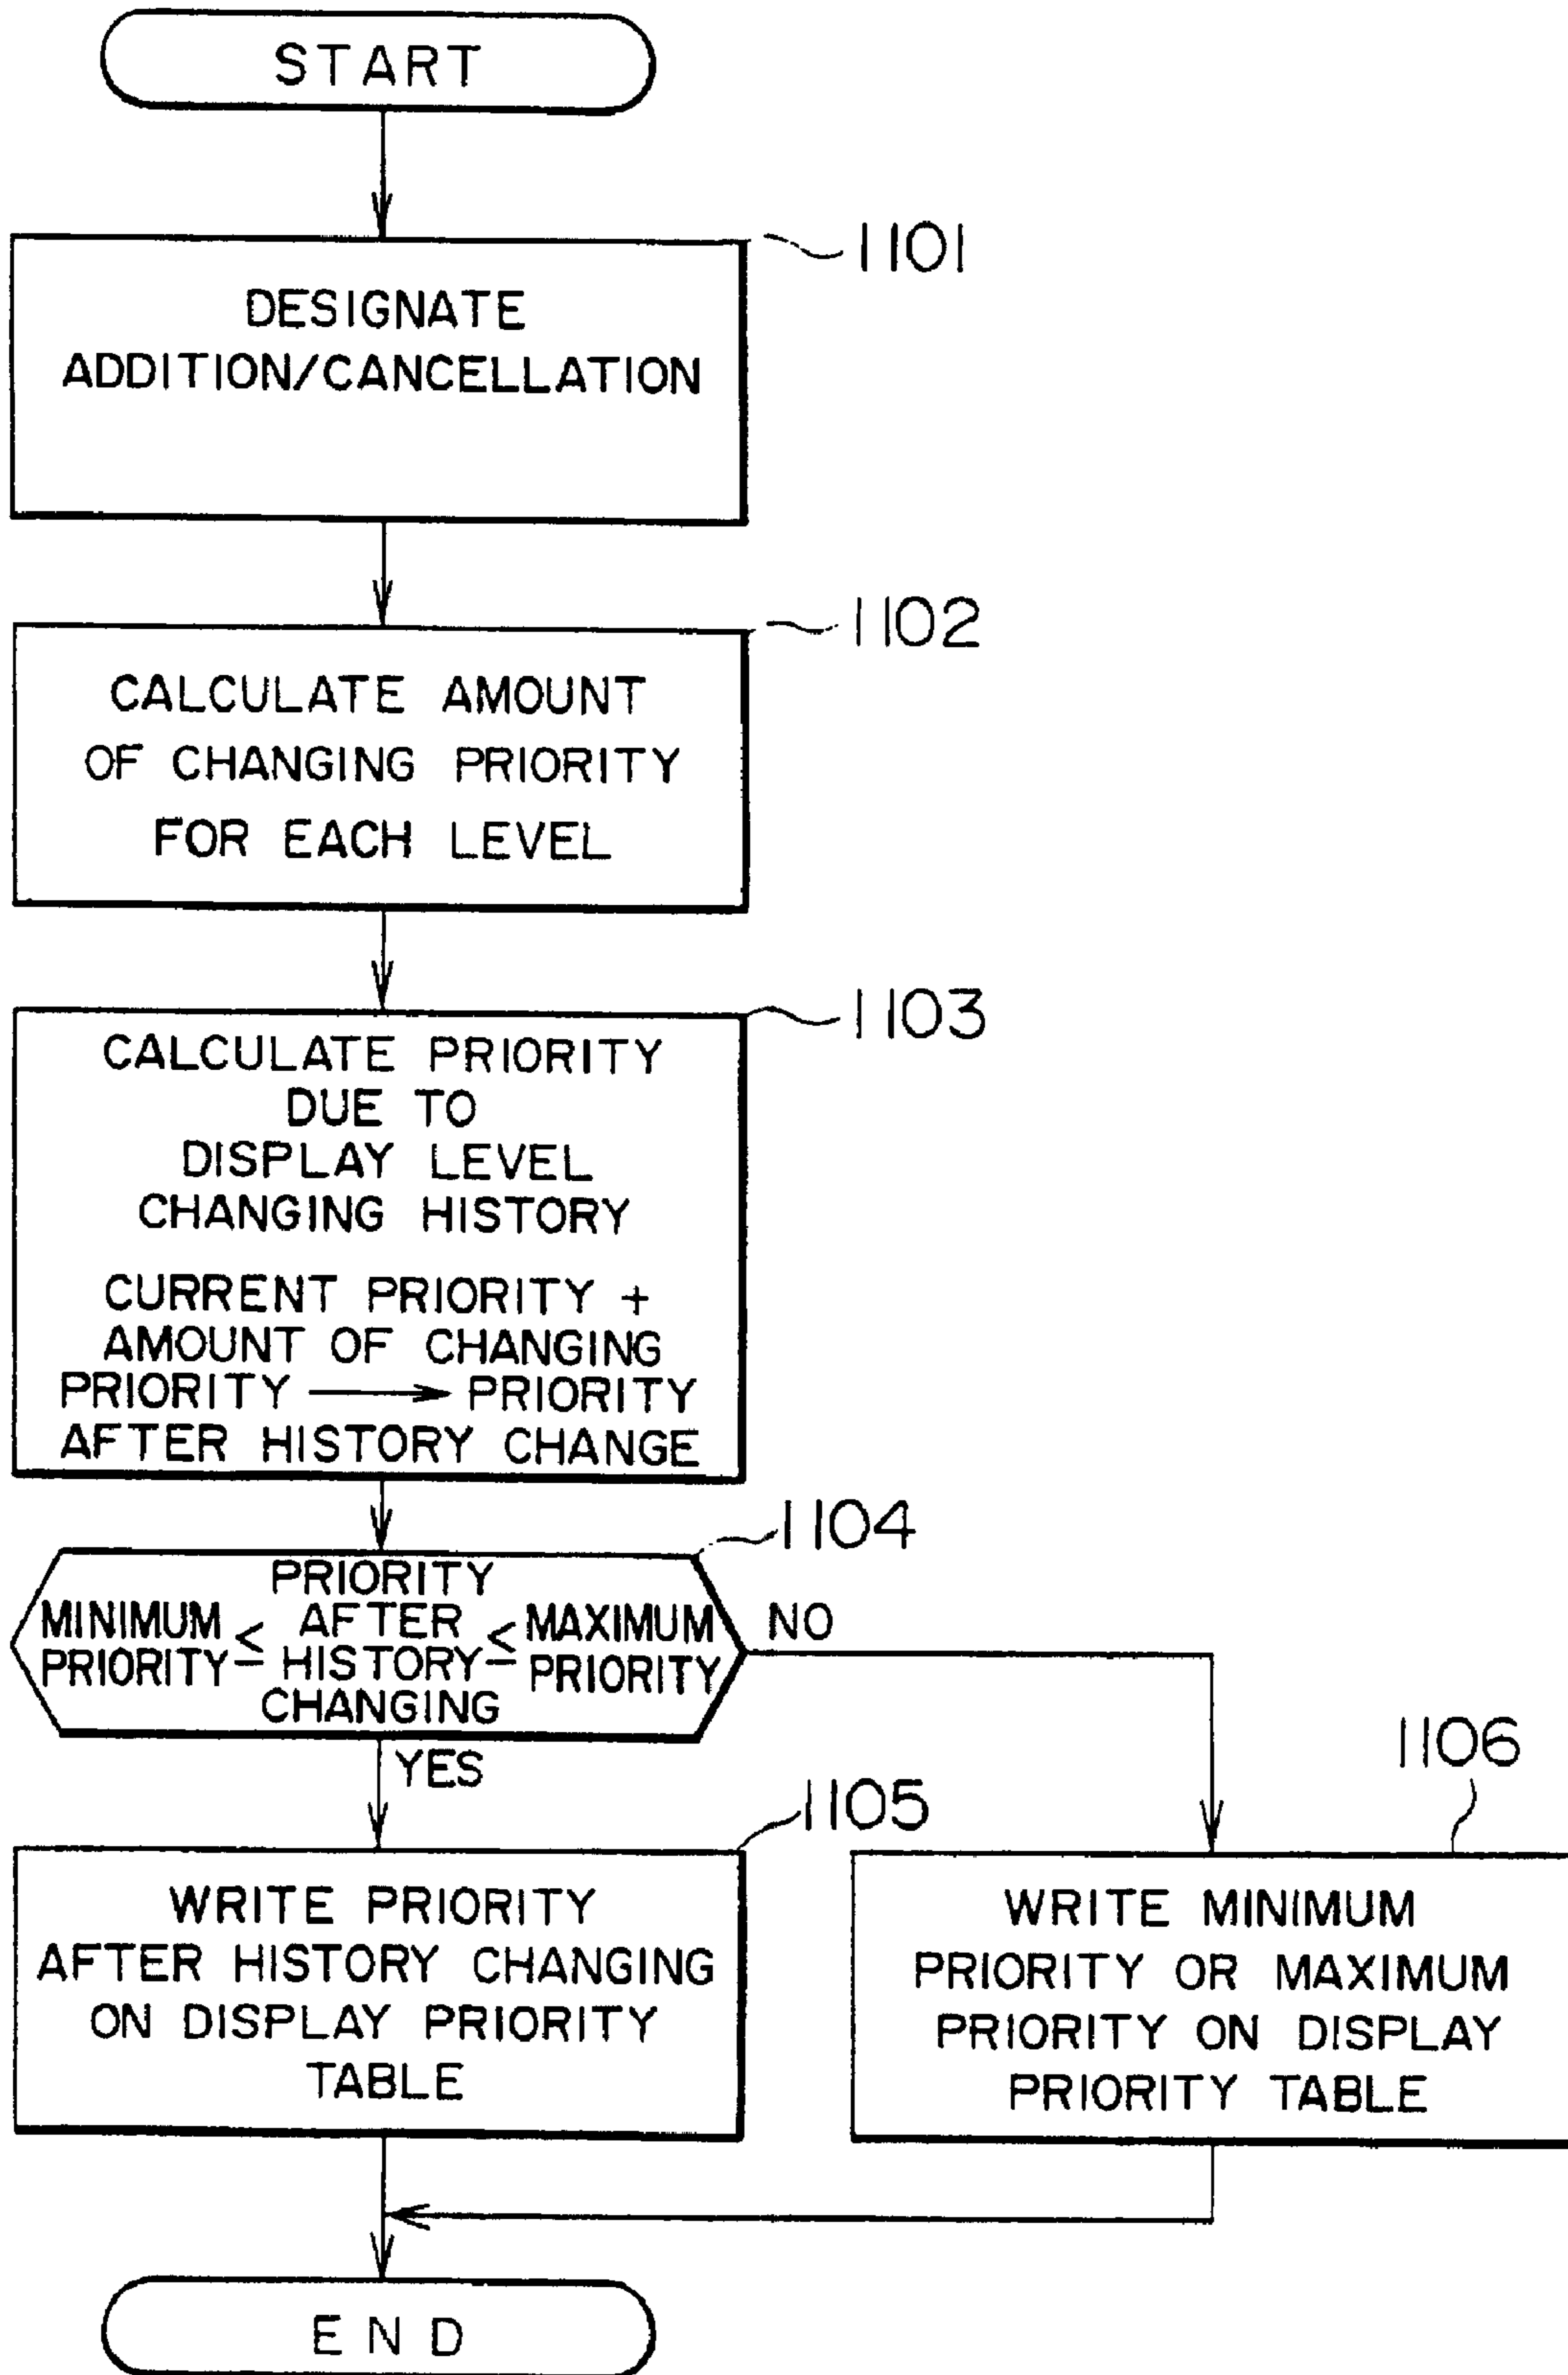 START
1101
DESIGNATE
ADDITION/CANCELLATION
1102
CALCULATE AMOUNT
OF CHANGING PRIORITY
FOR EACH LEVEL
1103
CALCULATE PRIORITY
DUE TO
DISPLAY LEVEL
CHANGING HISTORY
CURRENT PRIORITY +
AMOUNT OF CHANGING
PRIORITY → PRIORITY
AFTER HISTORY CHANGE
1104
MINIMUM
PRIORITY
≤
PRIORITY
AFTER
HISTORY
CHANGING
≤
MAXIMUM
PRIORITY
NO
YES
1105
WRITE PRIORITY
AFTER HISTORY CHANGING
ON DISPLAY PRIORITY
TABLE
1106
WRITE MINIMUM
PRIORITY OR MAXIMUM
PRIORITY ON DISPLAY
PRIORITY TABLE
END